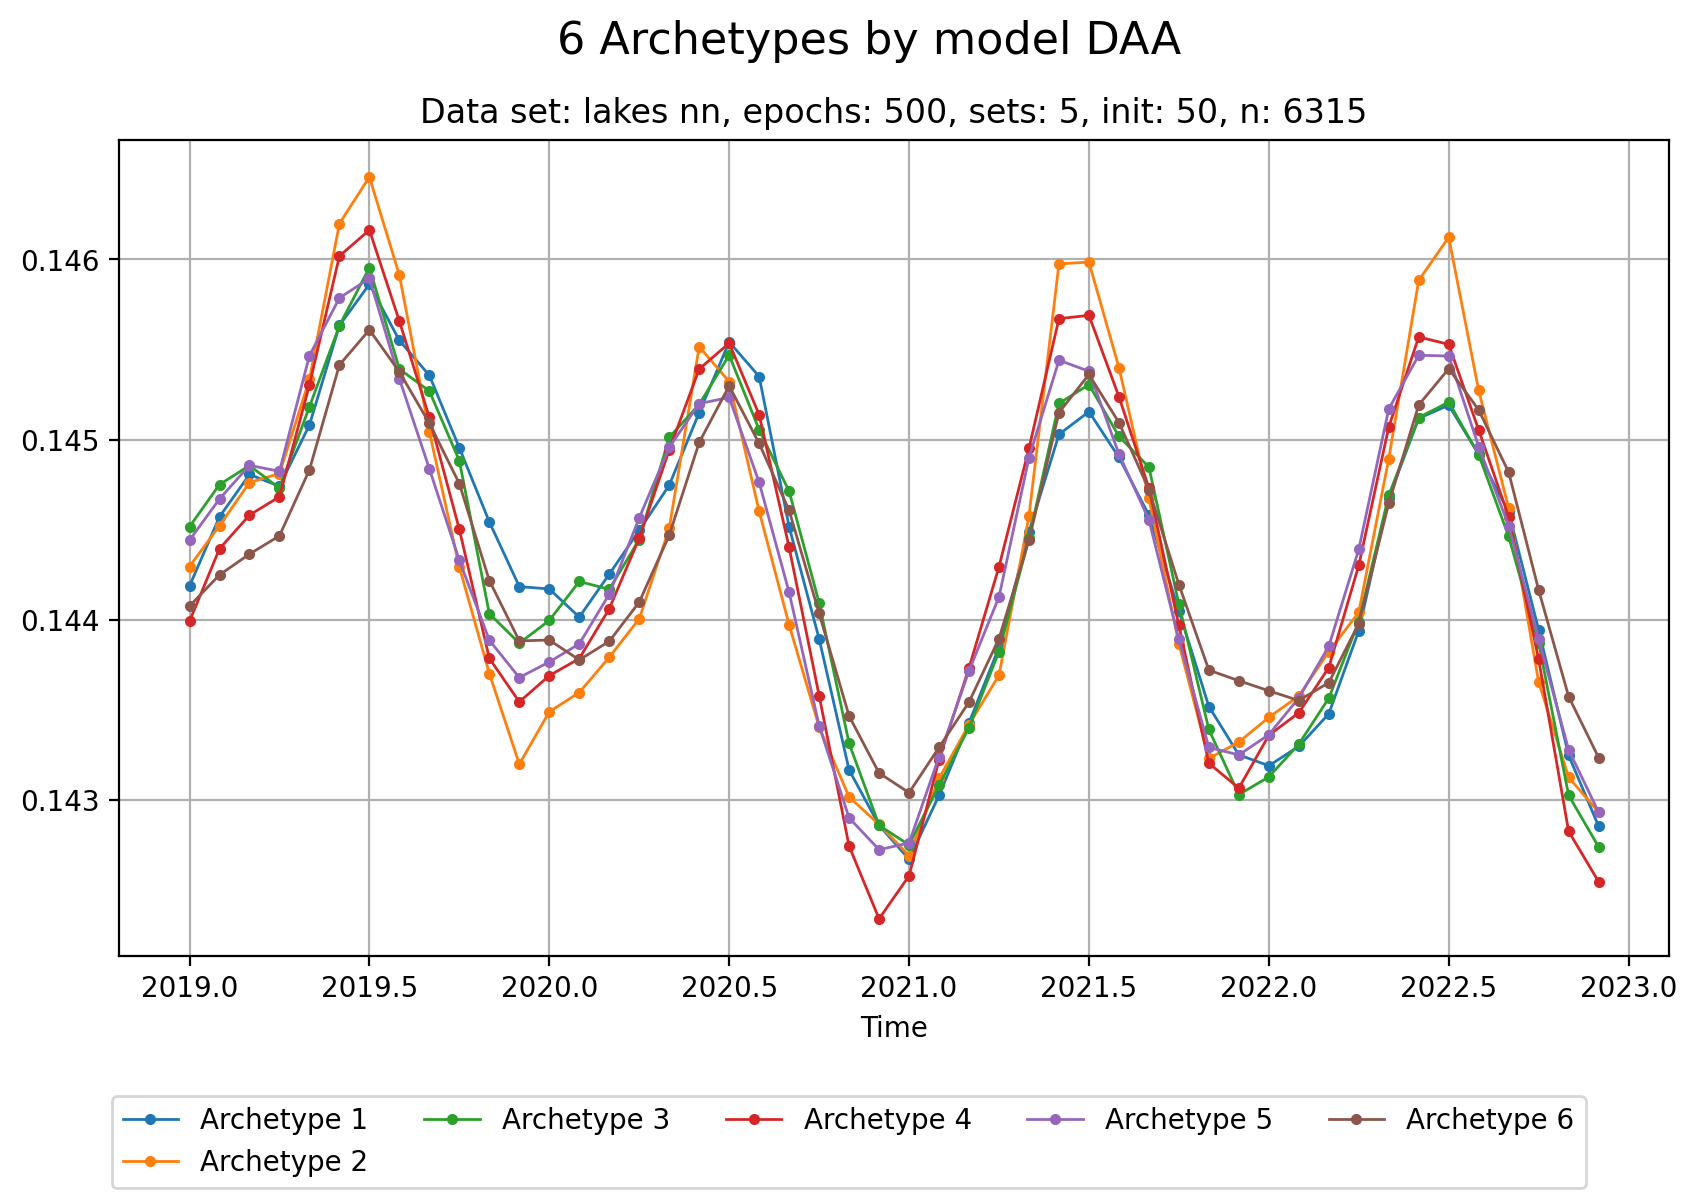 6 Archetypes by model DAA
Data set: lakes nn, epochs: 500, sets: 5, init: 50, n: 6315
0.146
0.145
0.144
0.143
2019.0 2019.5 2020.0 2020.5 2021.0 2021.5 2022.0 2022.5 2023.0
Time
Archetype 1 Archetype 3 Archetype 4 Archetype 5 Archetype 6
Archetype 2